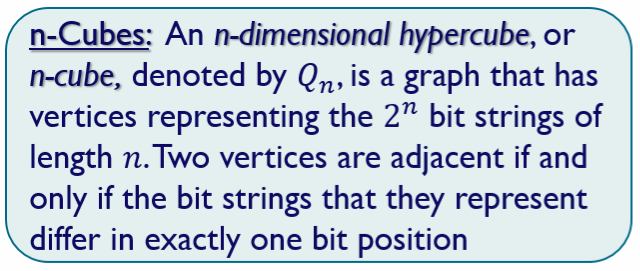 n-Cubes: An n-dimensional hypercube, or
n-cube, denoted by Qₙ, is a graph that has
vertices representing the 2ⁿ bit strings of
length n. Two vertices are adjacent if and
only if the bit strings that they represent
differ in exactly one bit position